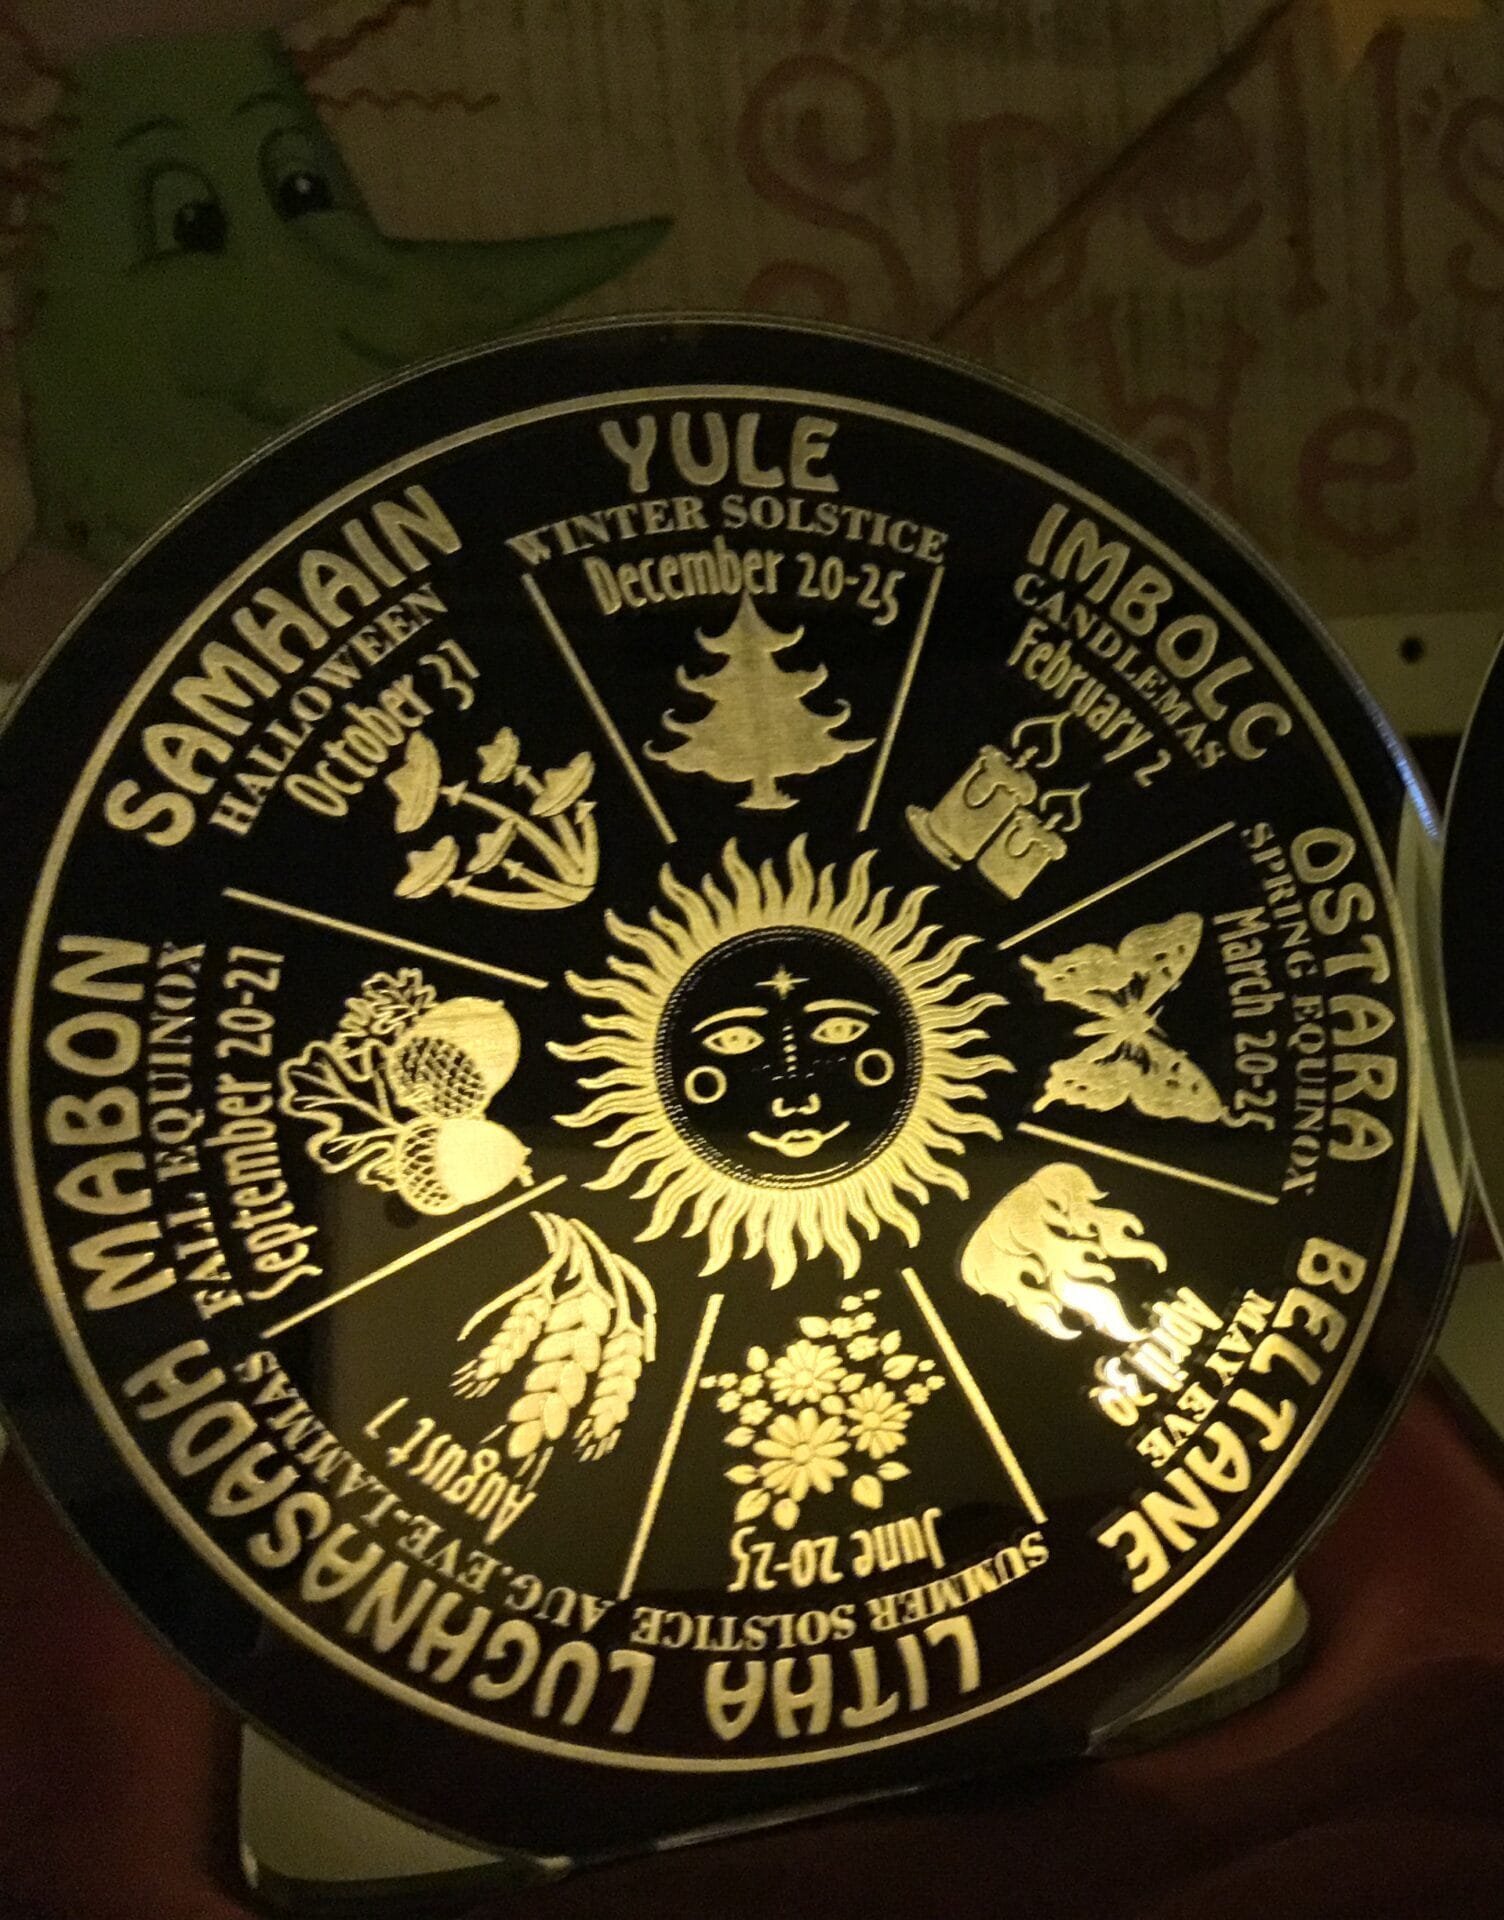 Spell's
YULE
WINTER SOLSTICE
December 20-25
IMBOLC
CANDLEMAS
February 2
OSTARA
SPRING EQUINOX
March 20-25
BELTANE
MAY EVE
April 30
LITHA
SUMMER SOLSTICE
June 20-25
LUGHNASADH
AUG.EVE-LAMMAS
August 1
MABON
FALL EQUINOX
September 20-21
SAMHAIN
HALLOWEEN
October 31